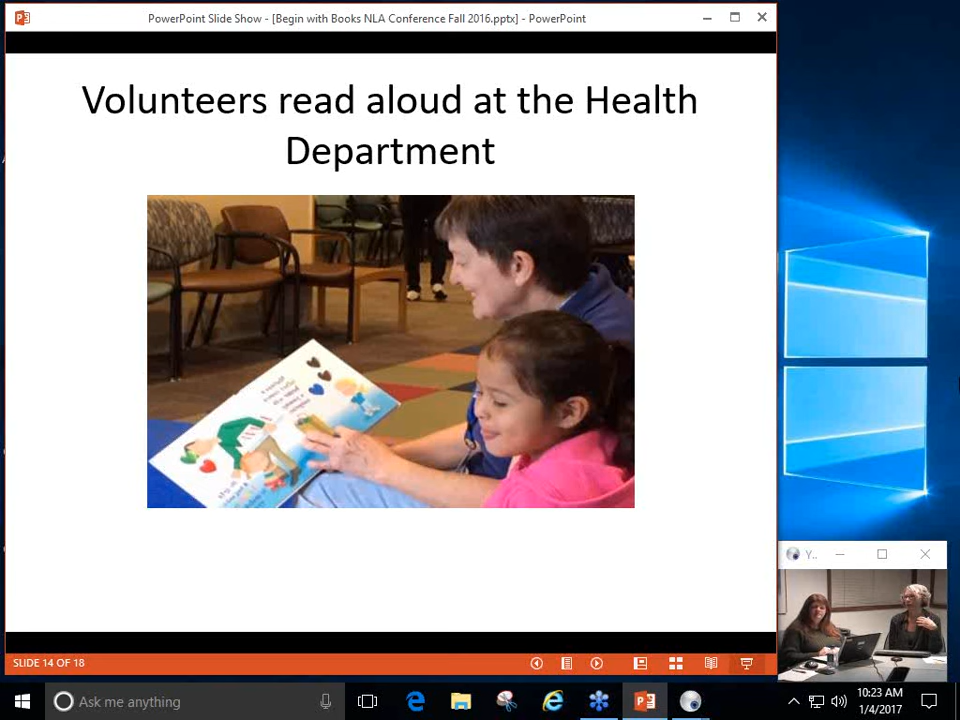 PowerPoint Slide Show - [Begin with Books NLA Conference Fall 2016.pptx] - PowerPoint
Volunteers read aloud at the Health
Department
SLIDE 14 OF 18
Y..
Ask me anything
10:23 AM
1/4/2017